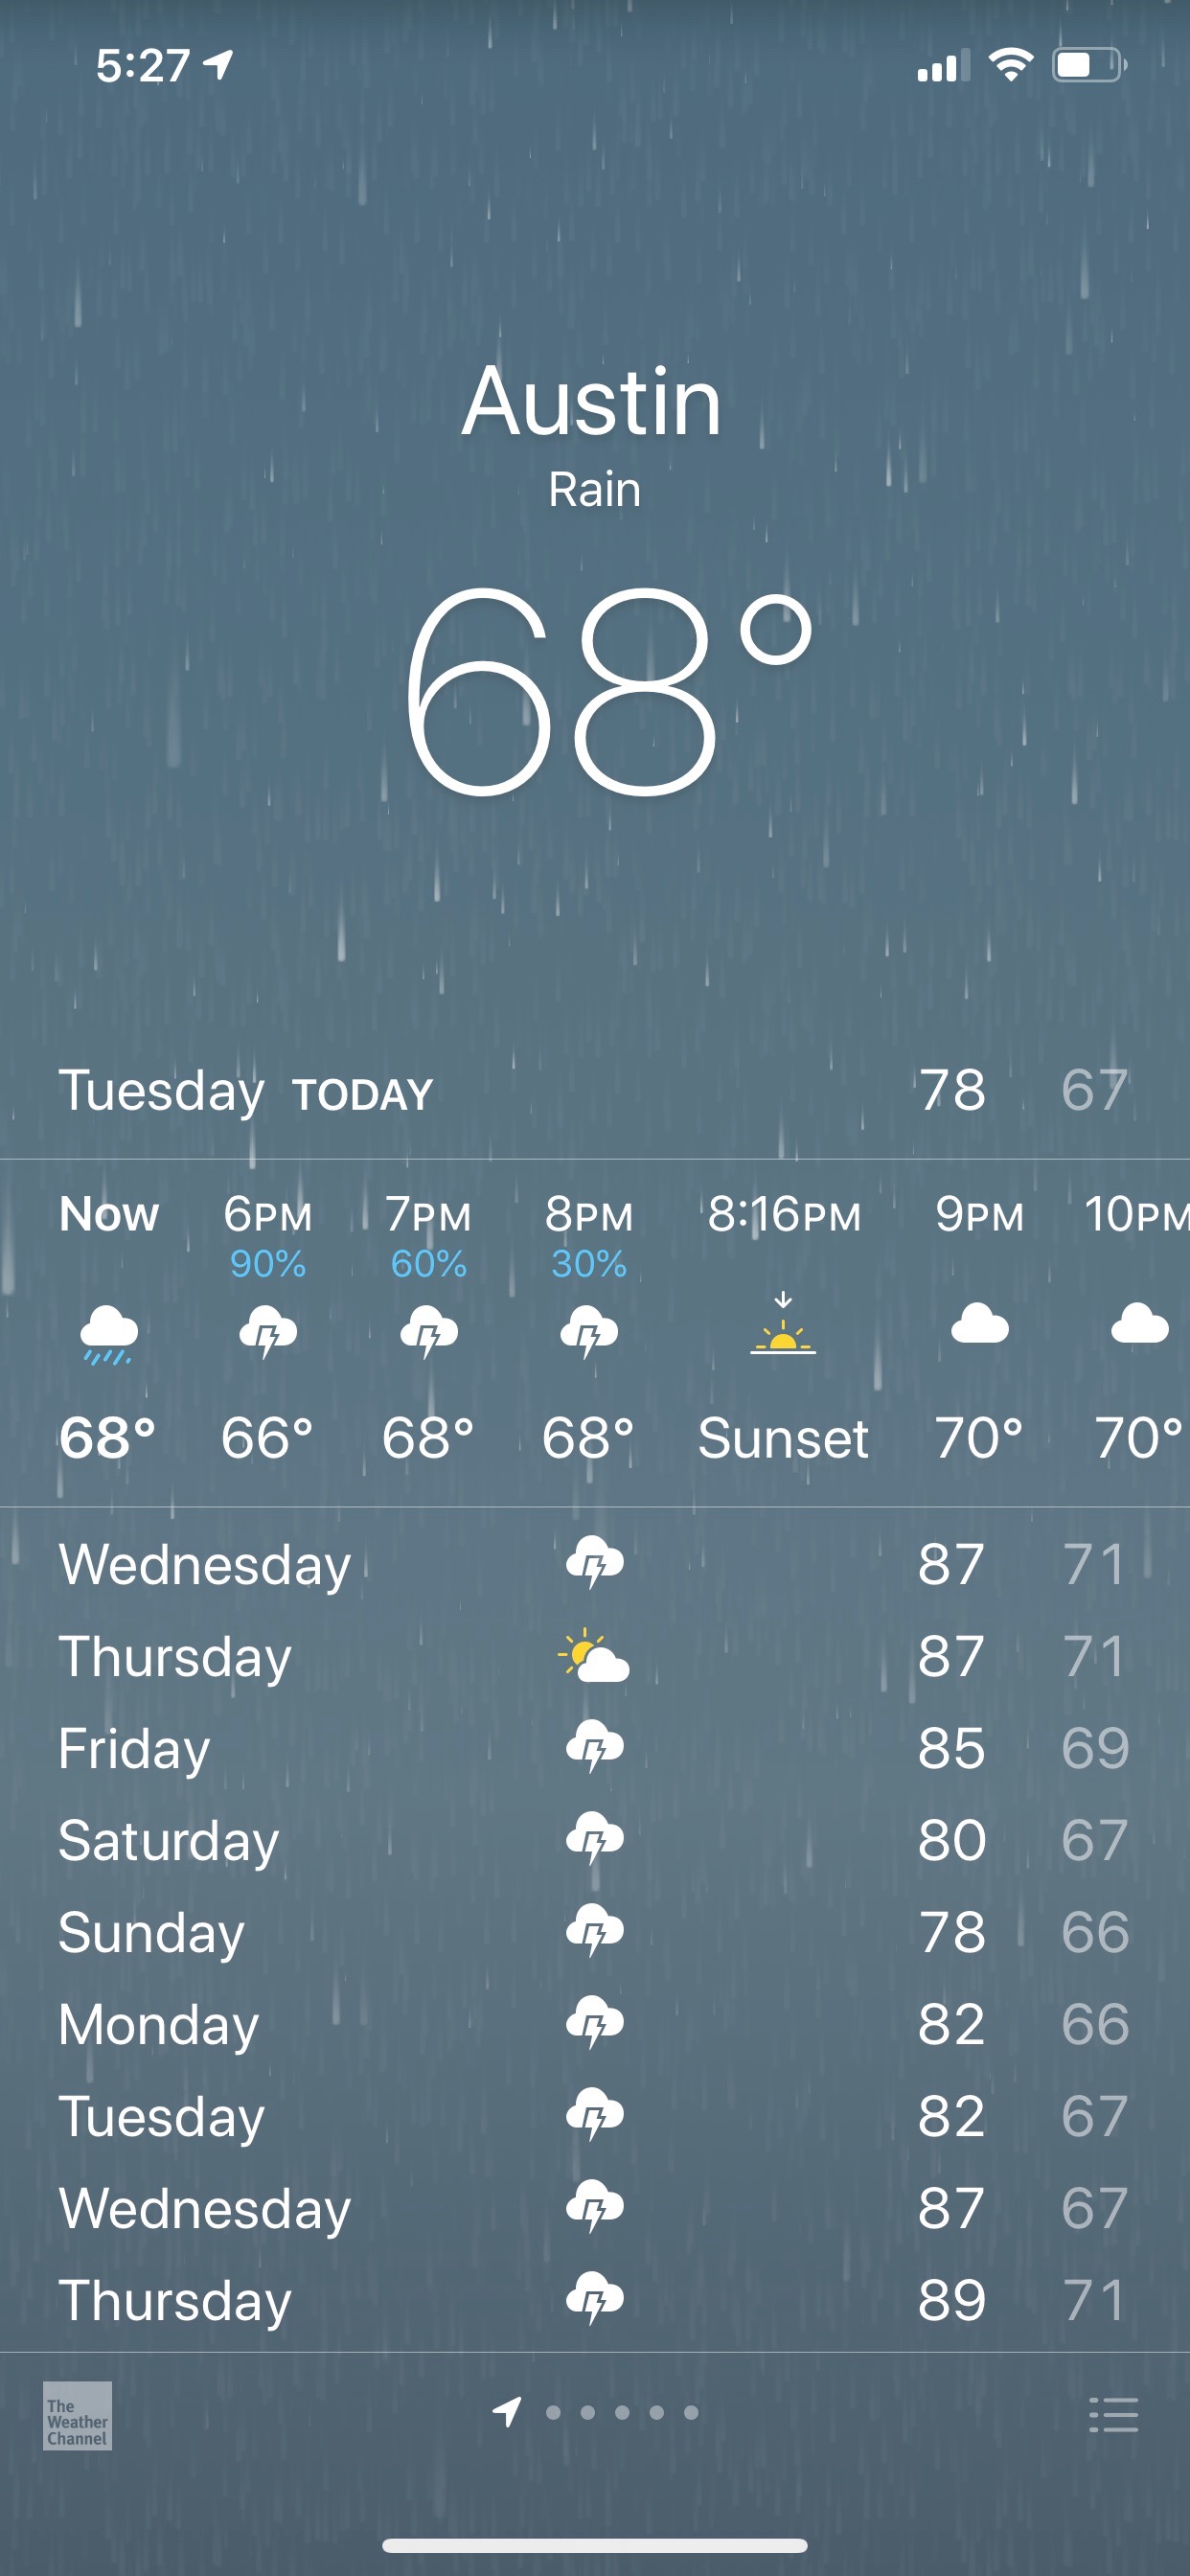 5:27
Austin
Rain
68°
Tuesday TODAY 78 67
Now 6PM 7PM 8PM 8:16PM 9PM 10PM
90% 60% 30%
68° 66° 68° 68° Sunset 70° 70°
Wednesday 87 71
Thursday 87 71
Friday 85 69
Saturday 80 67
Sunday 78 66
Monday 82 66
Tuesday 82 67
Wednesday 87 67
Thursday 89 71
The
Weather
Channel